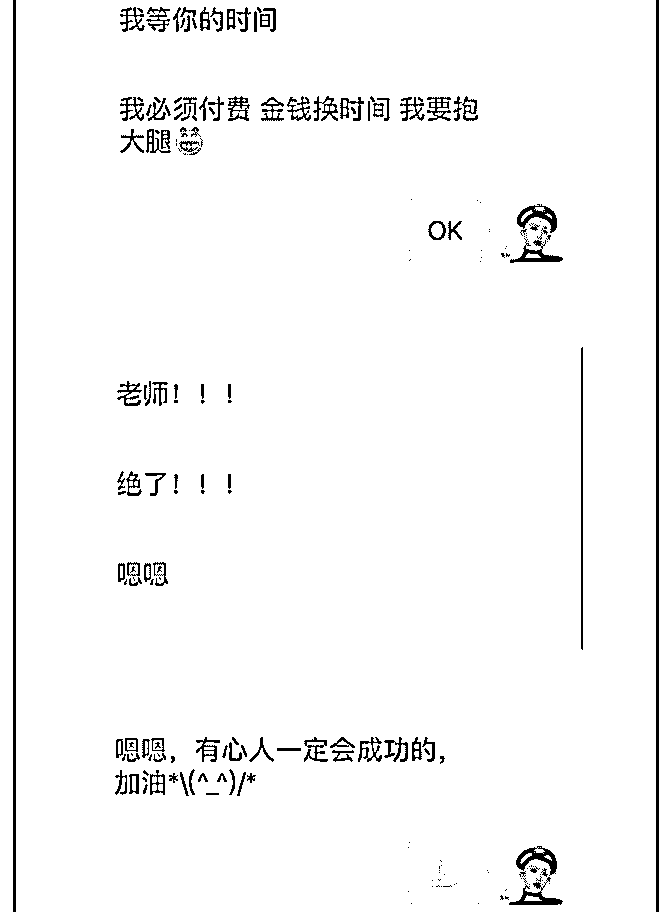 我等你的时间
我必须付费 金钱换时间 我要抱
大腿😁
OK
老师！！！
绝了！！！
嗯嗯
嗯嗯，有心人一定会成功的，
加油*\(^_^)/*